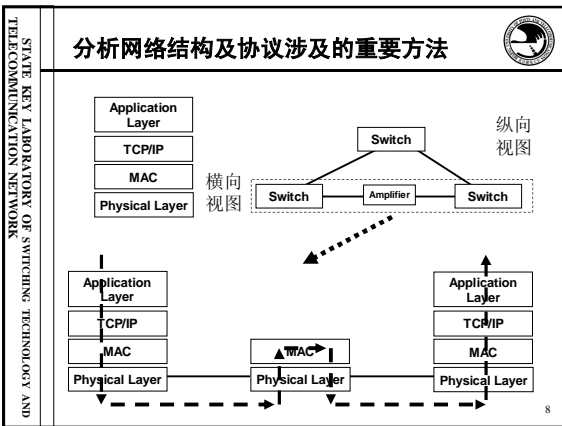 STATE KEY LABORATORY OF SWITCHING TECHNOLOGY AND
TELECOMMUNICATION NETWORK
分析网络结构及协议涉及的重要方法
Application
Layer
TCP/IP
MAC
Physical Layer
横向
视图
纵向
视图
Switch
Switch
Amplifier
Switch
Application
Layer
TCP/IP
MAC
Physical Layer
MAC
Physical Layer
Application
Layer
TCP/IP
MAC
Physical Layer
8